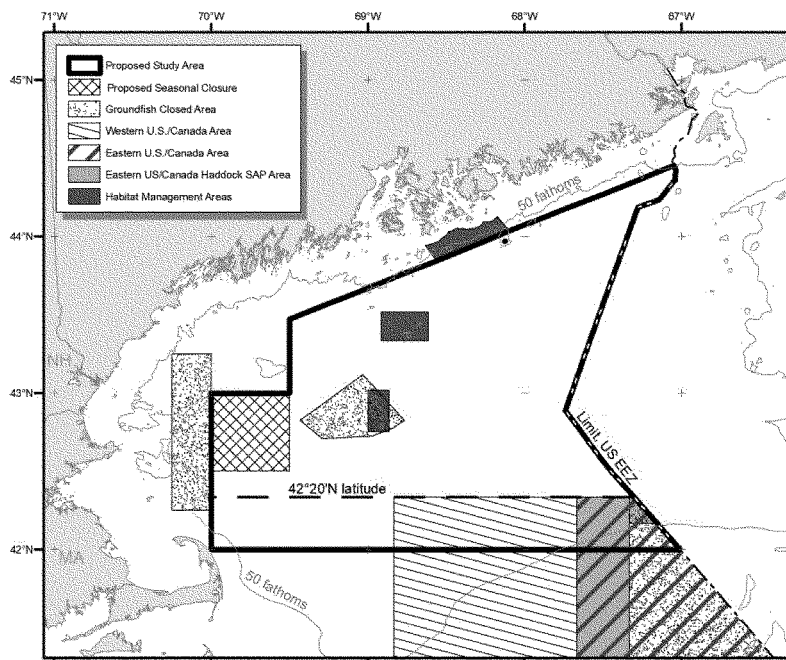 71°W 70°W 69°W 68°W 67°W
Proposed Study Area
Proposed Seasonal Closure
Groundfish Closed Area
Western U.S./Canada Area
Eastern U.S./Canada Area
Eastern US/Canada Haddock SAP Area
Habitat Management Areas
45°N
50 fathoms
44°N
NH
43°N
Limit. US EEZ
42°20'N latitude
42°N
MA
50 fathoms